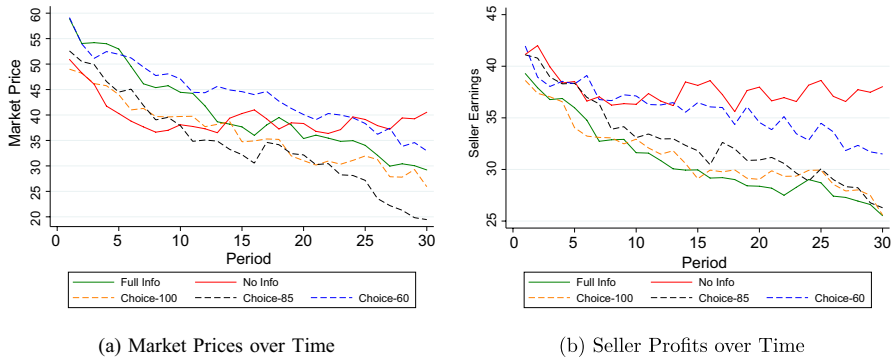 Market Price
60
55
50
45
40
35
30
25
20
0 5 10 15 20 25 30
Period
Full Info No Info
Choice-100 Choice-85 Choice-60
(a) Market Prices over Time
Seller Earnings
45
40
35
30
25
0 5 10 15 20 25 30
Period
Full Info No Info
Choice-100 Choice-85 Choice-60
(b) Seller Profits over Time